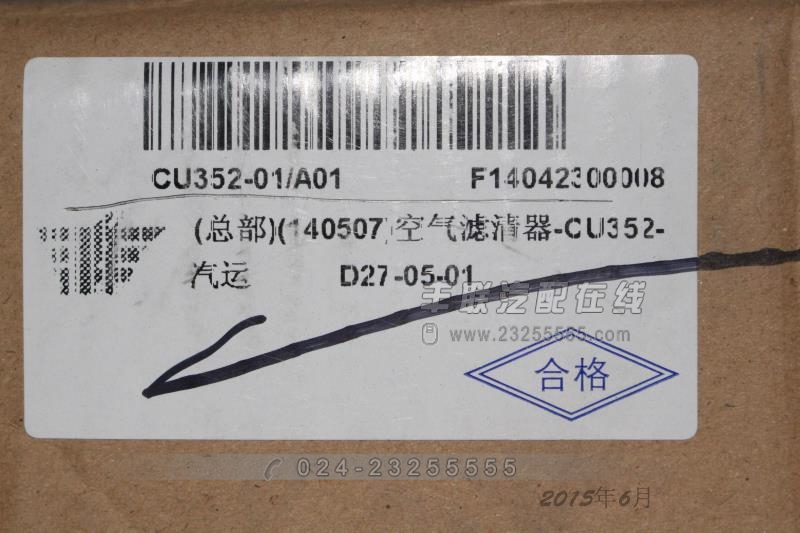 CU352-01/A01 F14042300008
(总部)(140507)空气滤清器-CU352-
汽运 D27-05-01
丰联汽配在线
www.23255555.com
合格
024-23255555
2015年6月